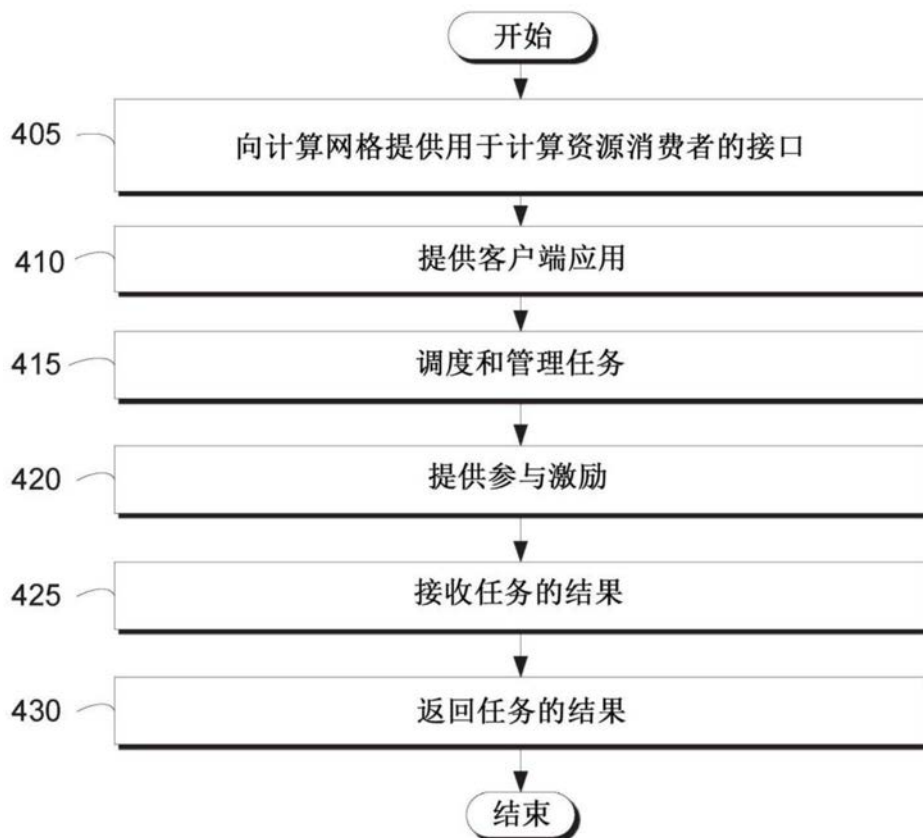 开始
405
向计算网格提供用于计算资源消费者的接口
410
提供客户端应用
415
调度和管理任务
420
提供参与激励
425
接收任务的结果
430
返回任务的结果
结束